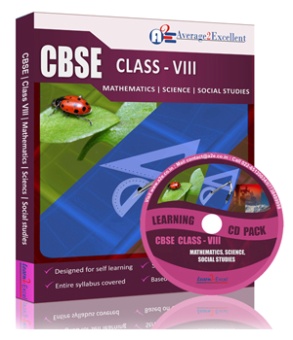 Average2Excellent
CBSE CLASS - VIII
MATHEMATICS | SCIENCE | SOCIAL STUDIES
CBSE | Class VIII | Mathematics | Science | Social studies
Designed for self learning
Entire syllabus covered
Based
LEARNING CD PACK
CBSE CLASS - VIII
MATHEMATICS, SCIENCE,
SOCIAL STUDIES